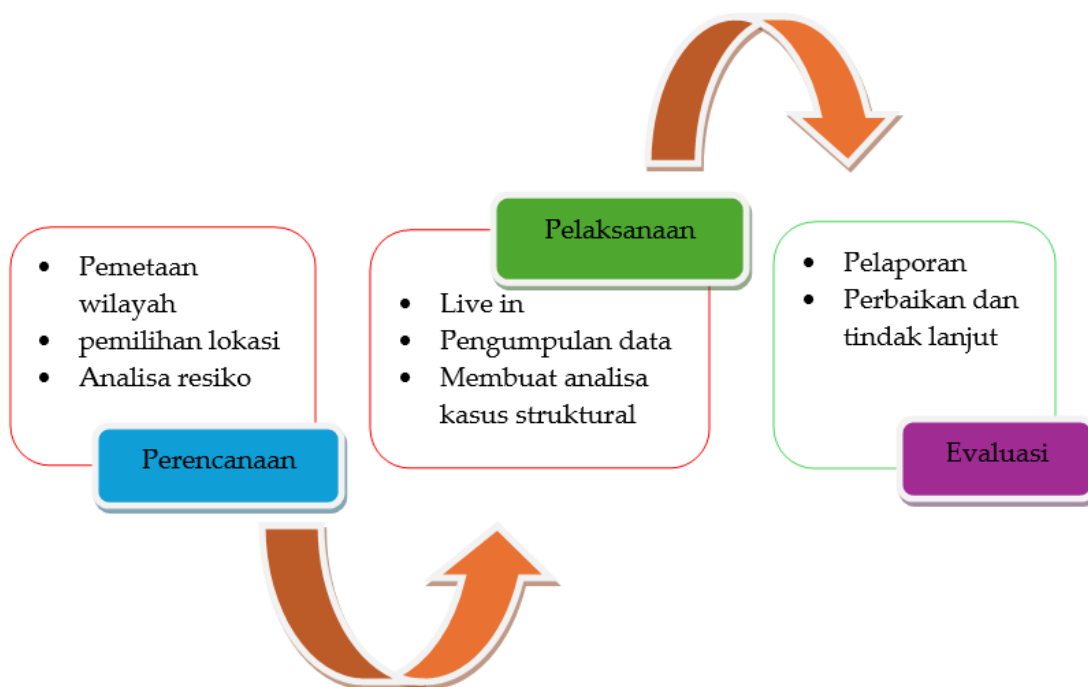 • Pemetaan
wilayah
• pemilihan lokasi
• Analisa resiko
Perencanaan
Pelaksanaan
• Live in
• Pengumpulan data
• Membuat analisa
kasus struktural
• Pelaporan
• Perbaikan dan
tindak lanjut
Evaluasi